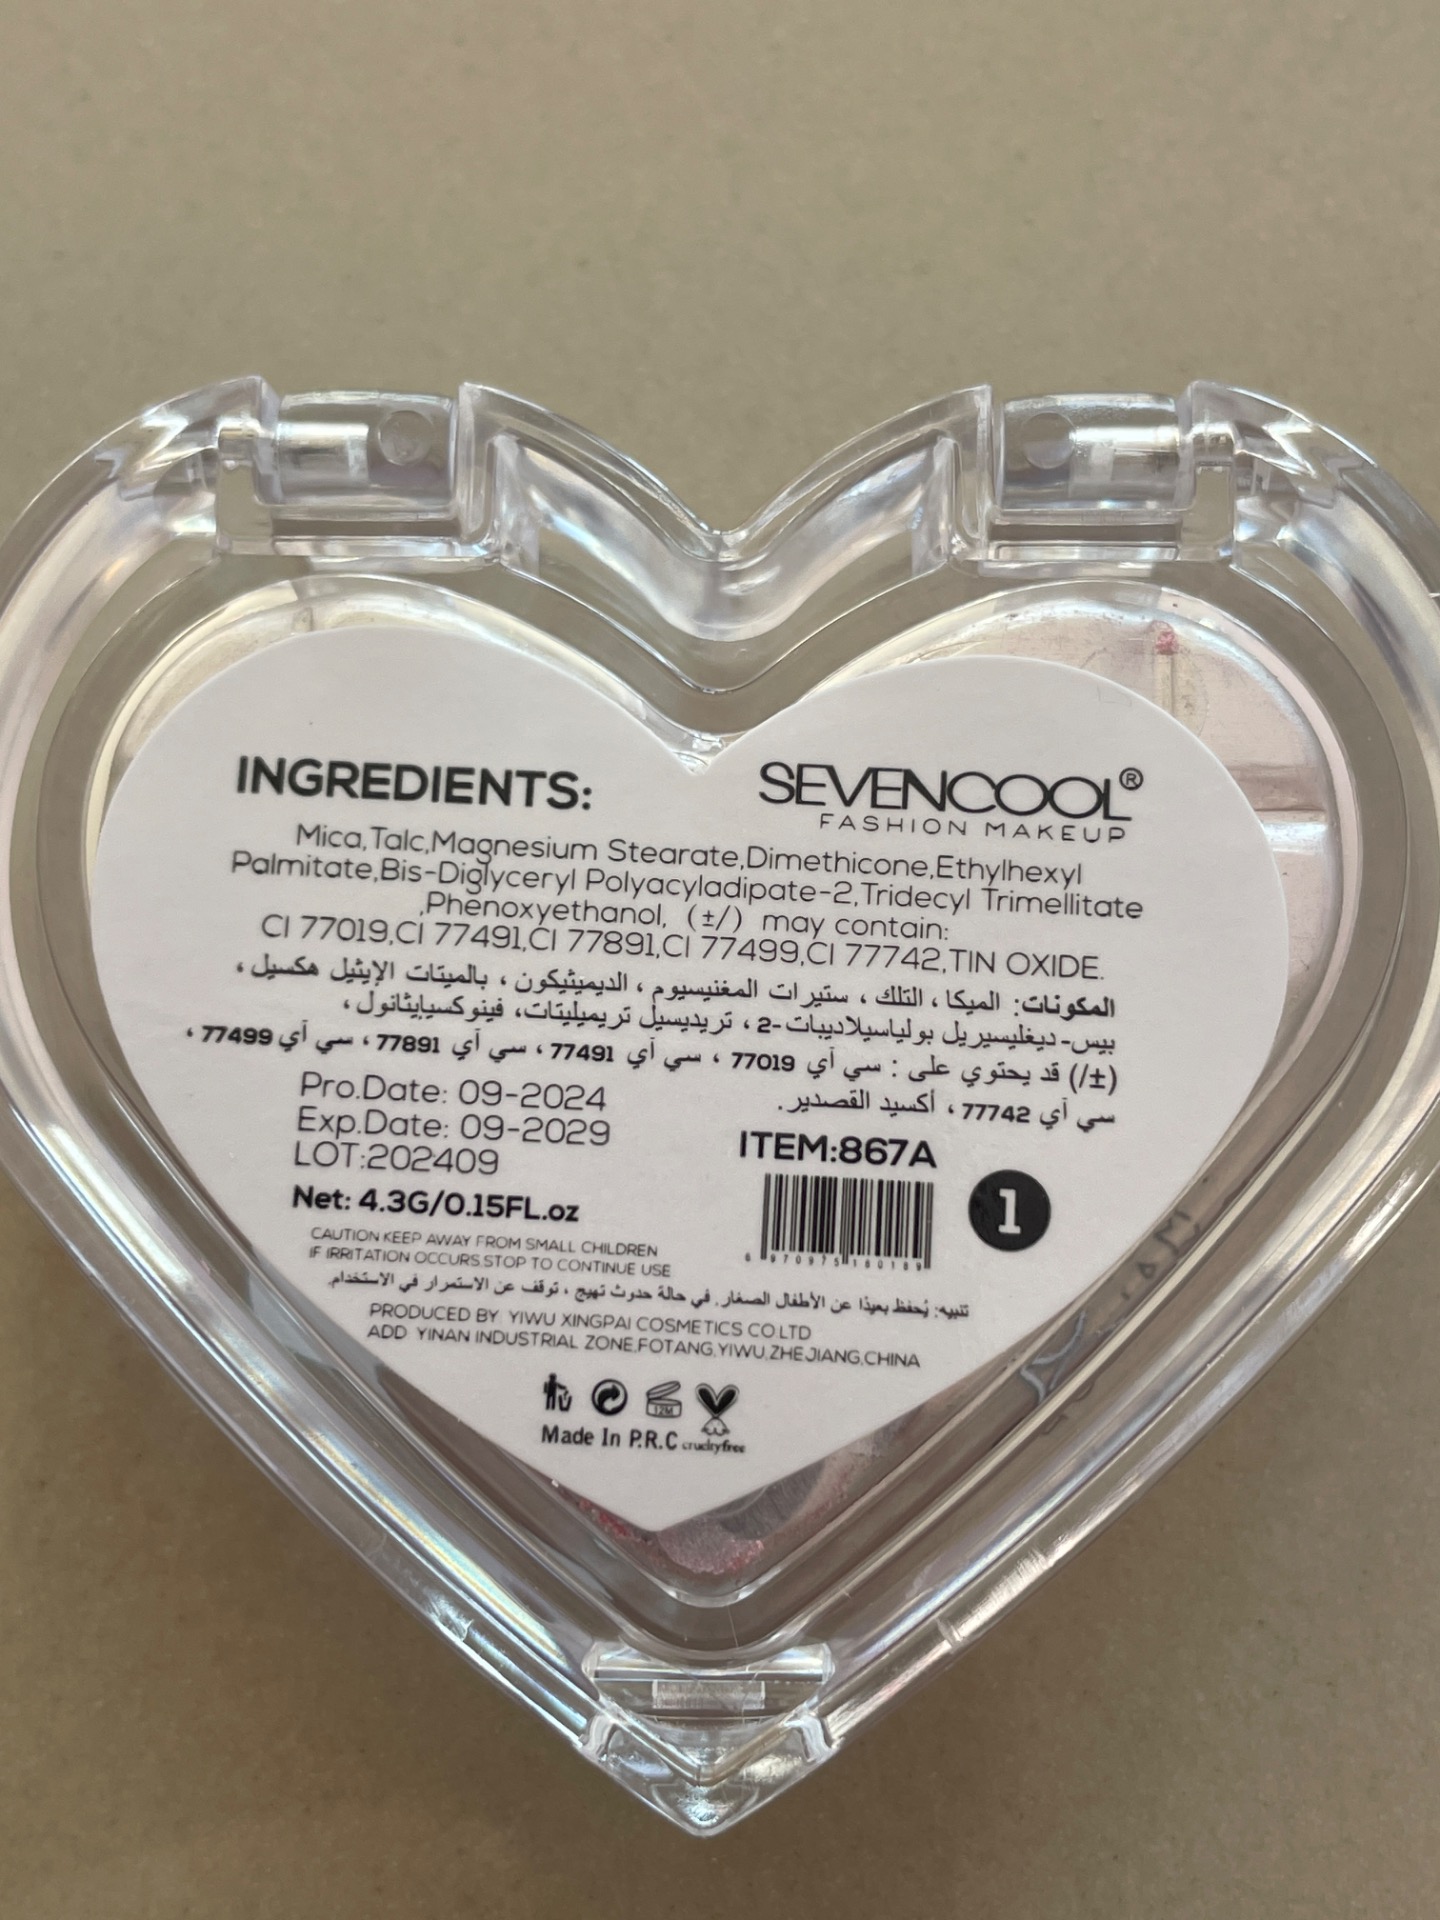 INGREDIENTS:
SEVENCOOL®
FASHION MAKEUP
Mica,Talc,Magnesium Stearate,Dimethicone,Ethylhexyl
Palmitate,Bis-Diglyceryl Polyacyladipate-2,Tridecyl Trimellitate
,Phenoxyethanol, (±/) may contain:
CI 77019,CI 77491,CI 77891,CI 77499,CI 77742,TIN OXIDE.
المكونات: الميكا ، التلك ، ستيرات المغنيسيوم ، الديميثيكون ، بالميتات الإيثيل هكسيل ،
بيس- ديغليسيريل بولياسيلاديبات-2 ، تريديسيل تريميليتات، فينوكسيايثانول ،
(±/) قد يحتوي على : سي آي 77019 ، سي آي 77491 ، سي آي 77891 ، سي آي 77499 ،
سي آي 77742 ، أكسيد القصدير .
Pro.Date: 09-2024
Exp.Date: 09-2029
LOT:202409
Net: 4.3G/0.15FL.oz
ITEM:867A
6 970975 180189
1
CAUTION KEEP AWAY FROM SMALL CHILDREN
IF IRRITATION OCCURS STOP TO CONTINUE USE
تنبيه: يُحفظ بعيدًا عن الأطفال الصغار. في حالة حدوث تهيج ، توقف عن الاستمرار في الاستخدام.
PRODUCED BY YIWU XINGPAI COSMETICS CO.LTD
ADD YINAN INDUSTRIAL ZONE,FOTANG,YIWU,ZHEJIANG,CHINA
12M
Made In P.R.C
crueltyfree